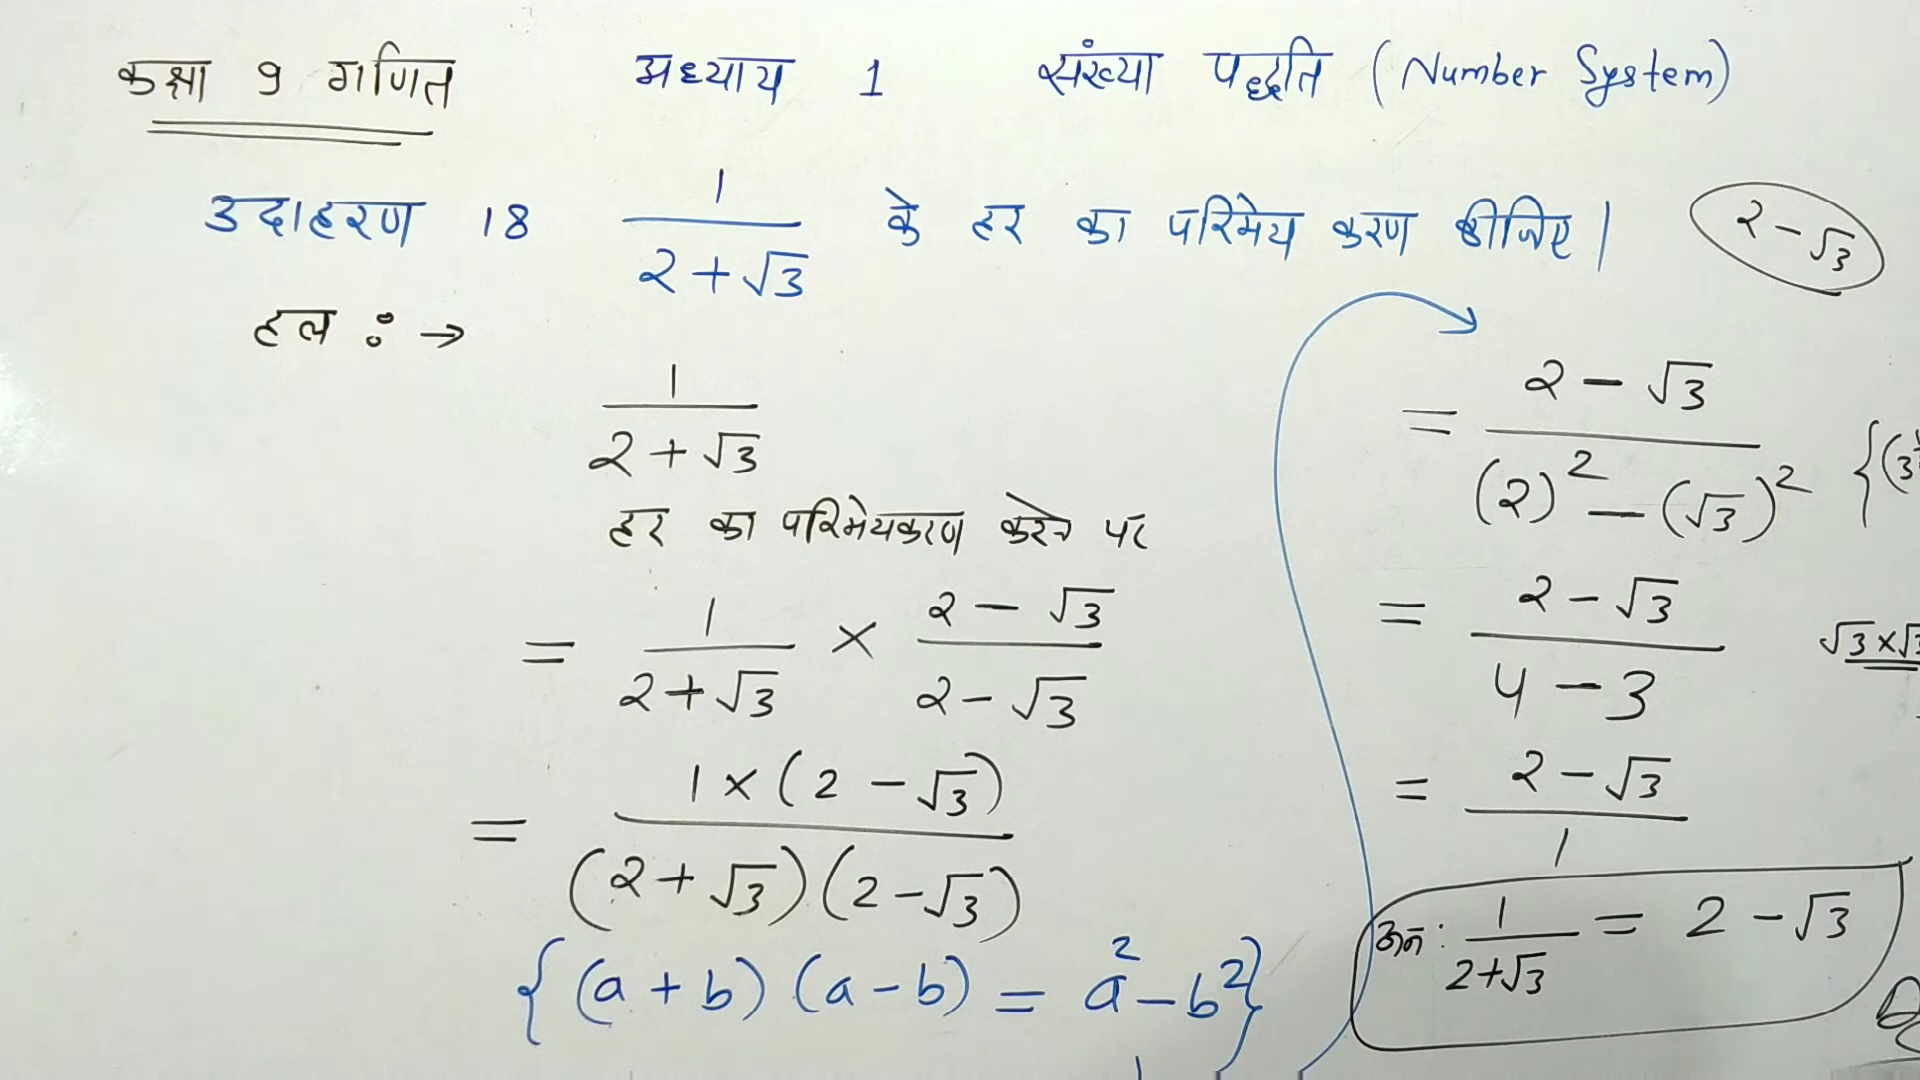 कक्षा 9 गणित अध्याय 1 संख्या पद्धति (Number System)
उदाहरण 18 1/(2+√3) के हर का परिमेय करण कीजिए।
2-√3
हल :→
1/(2+√3)
हर का परिमेयकरण करने पर
= 1/(2+√3) × (2-√3)/(2-√3)
= 1×(2-√3)/(2+√3)(2-√3)
{(a+b)(a-b) = a²-b²}
= (2-√3)/((2)²-(√3)²)
= (2-√3)/(4-3)
√3×√3
= (2-√3)/1
अतः 1/(2+√3) = 2-√3